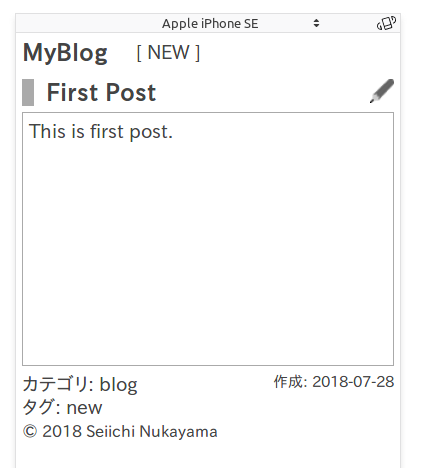 Apple iPhone SE
MyBlog [ NEW ]
First Post
This is first post.
カテゴリ: blog 作成: 2018-07-28
タグ: new
© 2018 Seiichi Nukayama